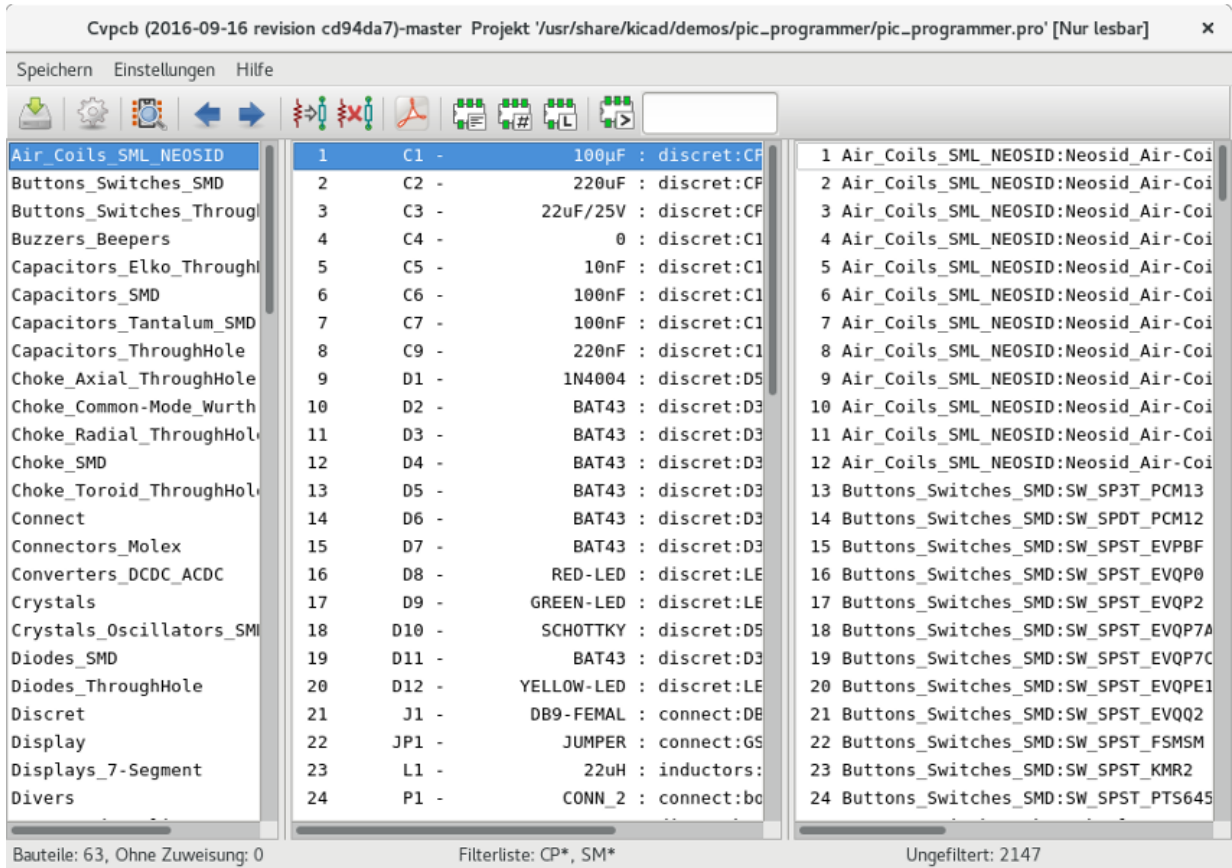 Cvpcb (2016-09-16 revision cd94da7)-master Projekt '/usr/share/kicad/demos/pic_programmer/pic_programmer.pro' [Nur lesbar]
Speichern Einstellungen Hilfe
Air_Coils_SML_NEOSID
Buttons_Switches_SMD
Buttons_Switches_Through
Buzzers_Beepers
Capacitors_Elko_Through
Capacitors_SMD
Capacitors_Tantalum_SMD
Capacitors_ThroughHole
Choke_Axial_ThroughHole
Choke_Common-Mode_Wurth
Choke_Radial_ThroughHol
Choke_SMD
Choke_Toroid_ThroughHol
Connect
Connectors_Molex
Converters_DCDC_ACDC
Crystals
Crystals_Oscillators_SM
Diodes_SMD
Diodes_ThroughHole
Discret
Display
Displays_7-Segment
Divers
1 C1 - 100µF : discret:CP
2 C2 - 220uF : discret:CP
3 C3 - 22uF/25V : discret:CP
4 C4 - 0 : discret:C1
5 C5 - 10nF : discret:C1
6 C6 - 100nF : discret:C1
7 C7 - 100nF : discret:C1
8 C9 - 220nF : discret:C1
9 D1 - 1N4004 : discret:D5
10 D2 - BAT43 : discret:D3
11 D3 - BAT43 : discret:D3
12 D4 - BAT43 : discret:D3
13 D5 - BAT43 : discret:D3
14 D6 - BAT43 : discret:D3
15 D7 - BAT43 : discret:D3
16 D8 - RED-LED : discret:LE
17 D9 - GREEN-LED : discret:LE
18 D10 - SCHOTTKY : discret:D5
19 D11 - BAT43 : discret:D3
20 D12 - YELLOW-LED : discret:LE
21 J1 - DB9-FEMAL : connect:DB
22 JP1 - JUMPER : connect:GS
23 L1 - 22uH : inductors:
24 P1 - CONN_2 : connect:bo
1 Air_Coils_SML_NEOSID:Neosid_Air-Coi
2 Air_Coils_SML_NEOSID:Neosid_Air-Coi
3 Air_Coils_SML_NEOSID:Neosid_Air-Coi
4 Air_Coils_SML_NEOSID:Neosid_Air-Coi
5 Air_Coils_SML_NEOSID:Neosid_Air-Coi
6 Air_Coils_SML_NEOSID:Neosid_Air-Coi
7 Air_Coils_SML_NEOSID:Neosid_Air-Coi
8 Air_Coils_SML_NEOSID:Neosid_Air-Coi
9 Air_Coils_SML_NEOSID:Neosid_Air-Coi
10 Air_Coils_SML_NEOSID:Neosid_Air-Coi
11 Air_Coils_SML_NEOSID:Neosid_Air-Coi
12 Air_Coils_SML_NEOSID:Neosid_Air-Coi
13 Buttons_Switches_SMD:SW_SP3T_PCM13
14 Buttons_Switches_SMD:SW_SPDT_PCM12
15 Buttons_Switches_SMD:SW_SPST_EVPBF
16 Buttons_Switches_SMD:SW_SPST_EVQP0
17 Buttons_Switches_SMD:SW_SPST_EVQP2
18 Buttons_Switches_SMD:SW_SPST_EVQP7A
19 Buttons_Switches_SMD:SW_SPST_EVQP7C
20 Buttons_Switches_SMD:SW_SPST_EVQPE1
21 Buttons_Switches_SMD:SW_SPST_EVQQ2
22 Buttons_Switches_SMD:SW_SPST_FSMSM
23 Buttons_Switches_SMD:SW_SPST_KMR2
24 Buttons_Switches_SMD:SW_SPST_PTS645
Bauteile: 63, Ohne Zuweisung: 0
Filterliste: CP*, SM*
Ungefiltert: 2147